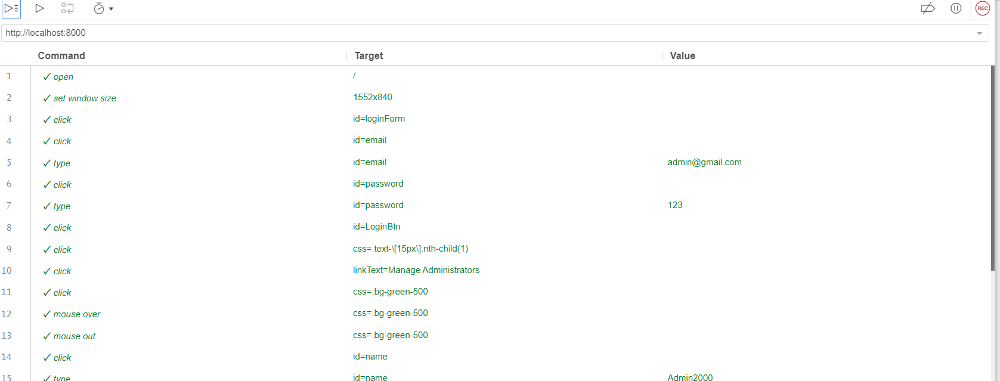 REC
http://localhost:8000
Command Target Value
1 ✓ open /
2 ✓ set window size 1552x840
3 ✓ click id=loginForm
4 ✓ click id=email
5 ✓ type id=email admin@gmail.com
6 ✓ click id=password
7 ✓ type id=password 123
8 ✓ click id=LoginBtn
9 ✓ click css=.text-\[15px\]:nth-child(1)
10 ✓ click linkText=Manage Administrators
11 ✓ click css=.bg-green-500
12 ✓ mouse over css=.bg-green-500
13 ✓ mouse out css=.bg-green-500
14 ✓ click id=name
15 ✓ type id=name Admin2000